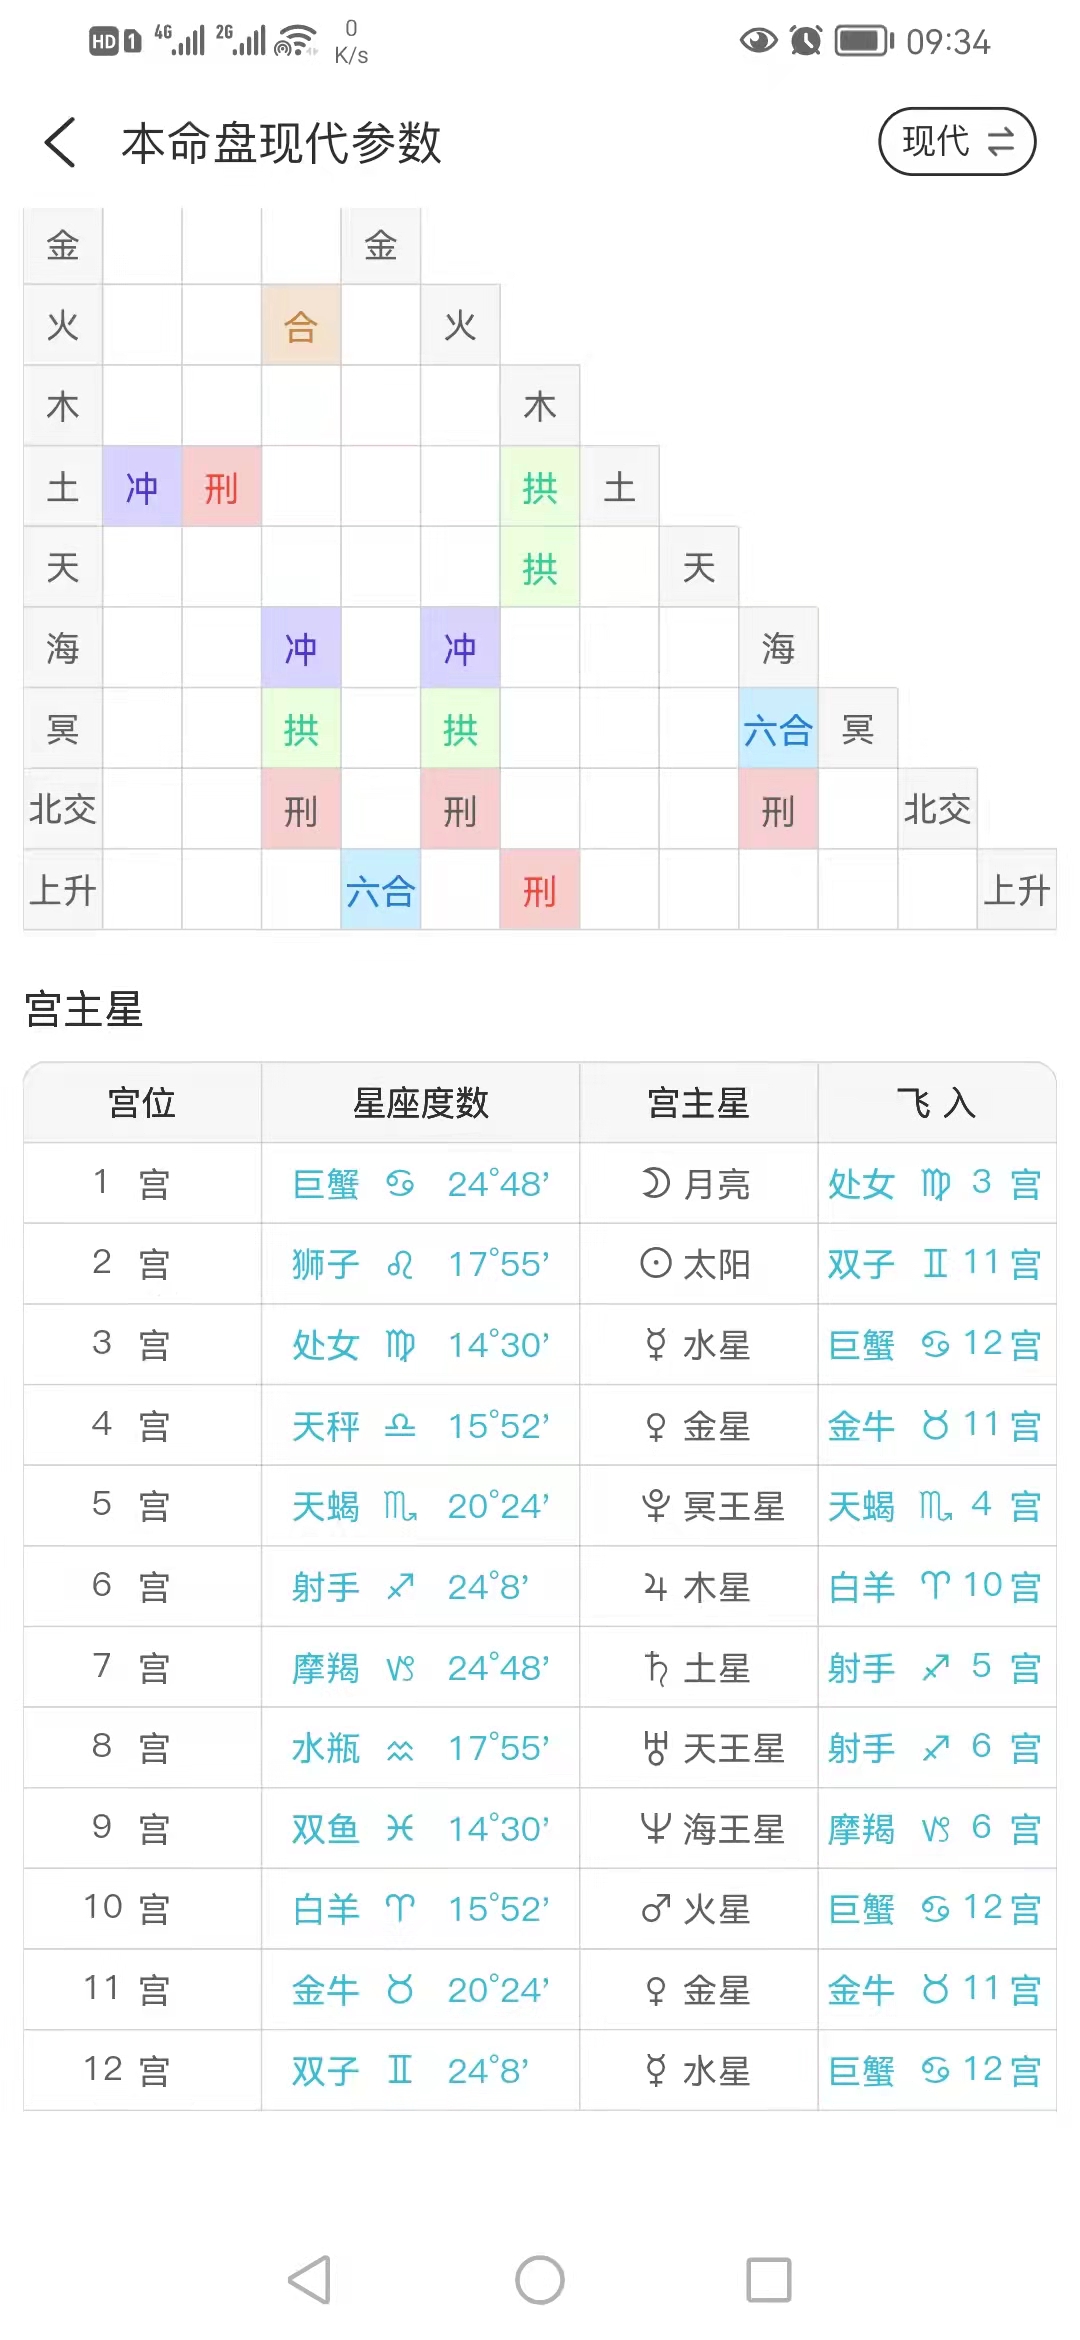 HD 1 4G 2G 0 K/s 09:34
本命盘现代参数 现代
金 金
火 合 火
木 木
土 冲 刑 拱 土
天 拱 天
海 冲 冲 海
冥 拱 拱 六合 冥
北交 刑 刑 刑 北交
上升 六合 刑 上升
宫主星
宫位 星座度数 宫主星 飞入
1 宫 巨蟹 ♋ 24°48’ ☽ 月亮 处女 ♍ 3 宫
2 宫 狮子 ♌ 17°55’ ☉ 太阳 双子 ♊ 11 宫
3 宫 处女 ♍ 14°30’ ☿ 水星 巨蟹 ♋ 12 宫
4 宫 天秤 ♎ 15°52’ ♀ 金星 金牛 ♉ 11 宫
5 宫 天蝎 ♏ 20°24’ ⯓ 冥王星 天蝎 ♏ 4 宫
6 宫 射手 ♐ 24°8’ ♃ 木星 白羊 ♈ 10 宫
7 宫 摩羯 ♑ 24°48’ ♄ 土星 射手 ♐ 5 宫
8 宫 水瓶 ♒ 17°55’ ♅ 天王星 射手 ♐ 6 宫
9 宫 双鱼 ♓ 14°30’ ♆ 海王星 摩羯 ♑ 6 宫
10 宫 白羊 ♈ 15°52’ ♂ 火星 巨蟹 ♋ 12 宫
11 宫 金牛 ♉ 20°24’ ♀ 金星 金牛 ♉ 11 宫
12 宫 双子 ♊ 24°8’ ☿ 水星 巨蟹 ♋ 12 宫